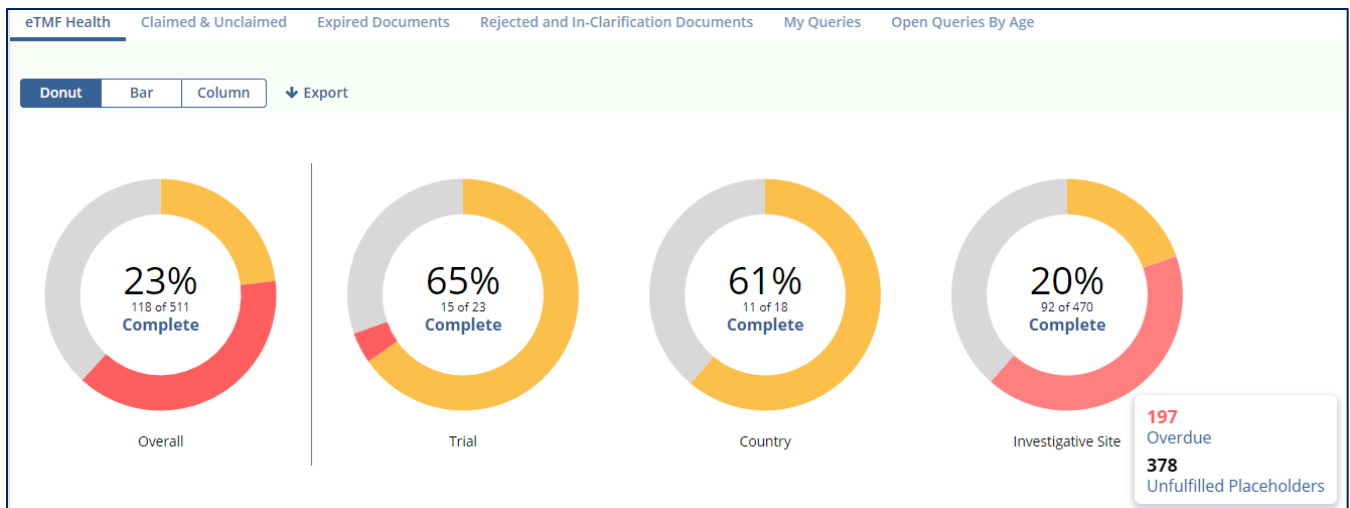 eTMF Health Claimed & Unclaimed Expired Documents Rejected and In-Clarification Documents My Queries Open Queries By Age
Donut Bar Column Export
23%
118 of 511
Complete
Overall
65%
15 of 23
Complete
Trial
61%
11 of 18
Complete
Country
20%
92 of 470
Complete
Investigative Site
197
Overdue
378
Unfulfilled Placeholders